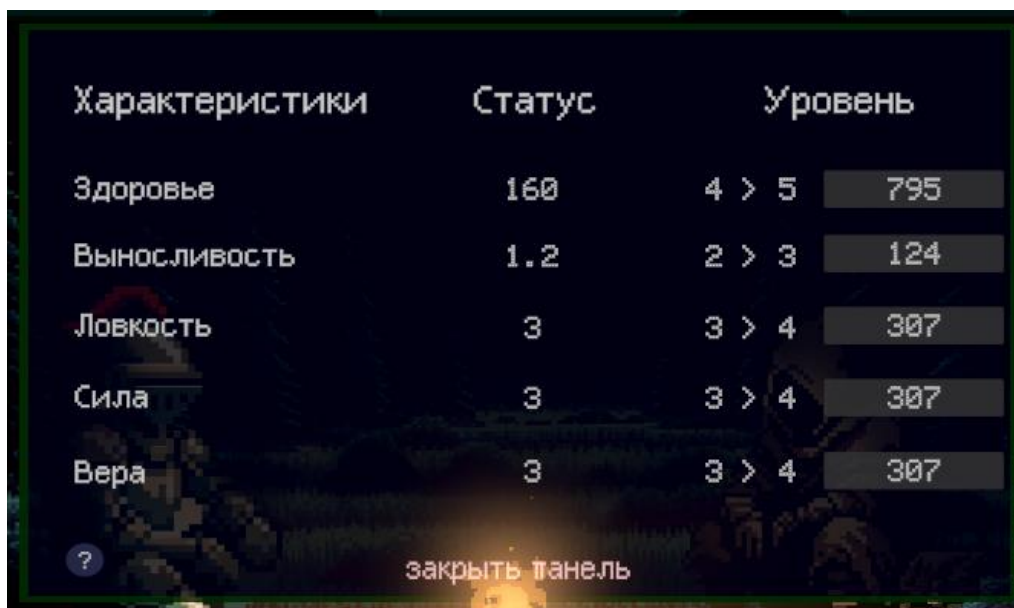 Характеристики Статус Уровень
Здоровье 160 4 > 5 795
Выносливость 1.2 2 > 3 124
Ловкость 3 3 > 4 307
Сила 3 3 > 4 307
Вера 3 3 > 4 307
?
закрыть панель